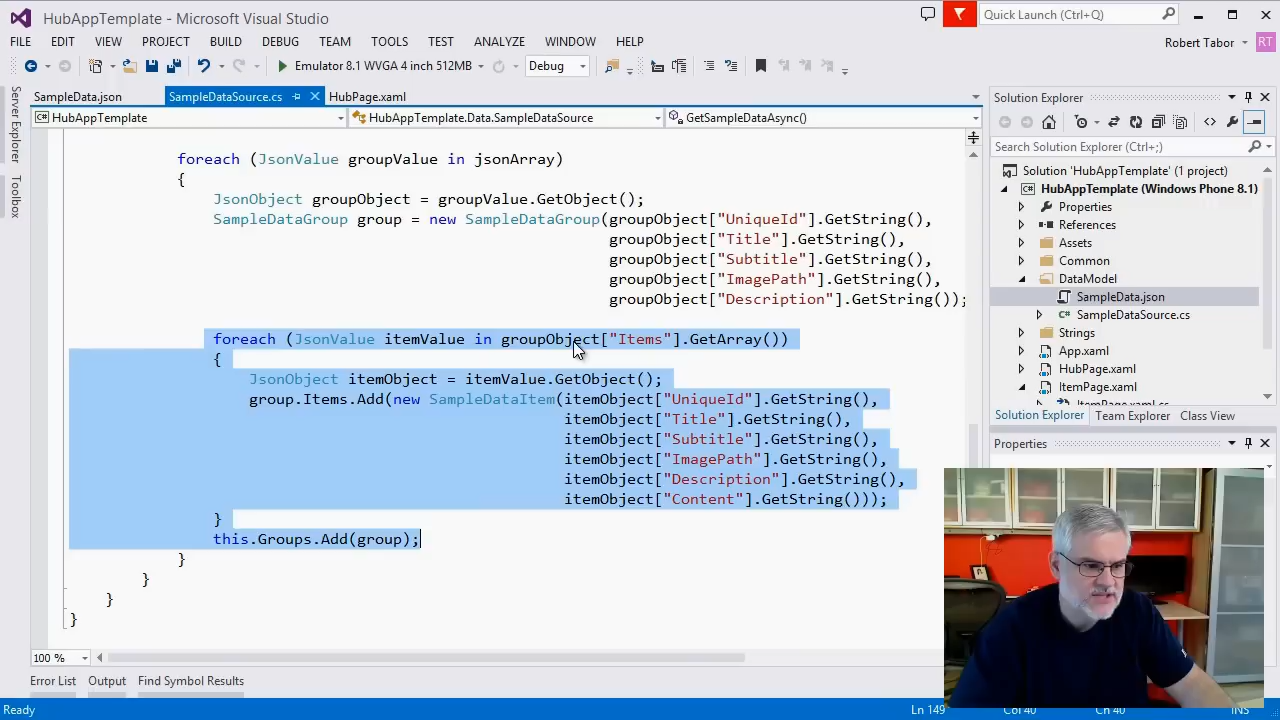 HubAppTemplate - Microsoft Visual Studio
Quick Launch (Ctrl+Q)
FILE EDIT VIEW PROJECT BUILD DEBUG TEAM TOOLS TEST ANALYZE WINDOW HELP
Robert Tabor RT
Emulator 8.1 WVGA 4 inch 512MB Debug
Server Explorer
Toolbox
SampleData.json SampleDataSource.cs HubPage.xaml
HubAppTemplate HubAppTemplate.Data.SampleDataSource GetSampleDataAsync()
foreach (JsonValue groupValue in jsonArray)
{
JsonObject groupObject = groupValue.GetObject();
SampleDataGroup group = new SampleDataGroup(groupObject["UniqueId"].GetString(),
groupObject["Title"].GetString(),
groupObject["Subtitle"].GetString(),
groupObject["ImagePath"].GetString(),
groupObject["Description"].GetString());
foreach (JsonValue itemValue in groupObject["Items"].GetArray())
{
JsonObject itemObject = itemValue.GetObject();
group.Items.Add(new SampleDataItem(itemObject["UniqueId"].GetString(),
itemObject["Title"].GetString(),
itemObject["Subtitle"].GetString(),
itemObject["ImagePath"].GetString(),
itemObject["Description"].GetString(),
itemObject["Content"].GetString()));
}
this.Groups.Add(group);
}
}
}
}
100 %
Error List Output Find Symbol Results
Ready Ln 149 Col 40 Ch 40 INS
Solution Explorer
Search Solution Explorer (Ctrl+;)
Solution 'HubAppTemplate' (1 project)
HubAppTemplate (Windows Phone 8.1)
Properties
References
Assets
Common
DataModel
SampleData.json
SampleDataSource.cs
Strings
App.xaml
HubPage.xaml
ItemPage.xaml
ItemPage.xaml.cs
Solution Explorer Team Explorer Class View
Properties